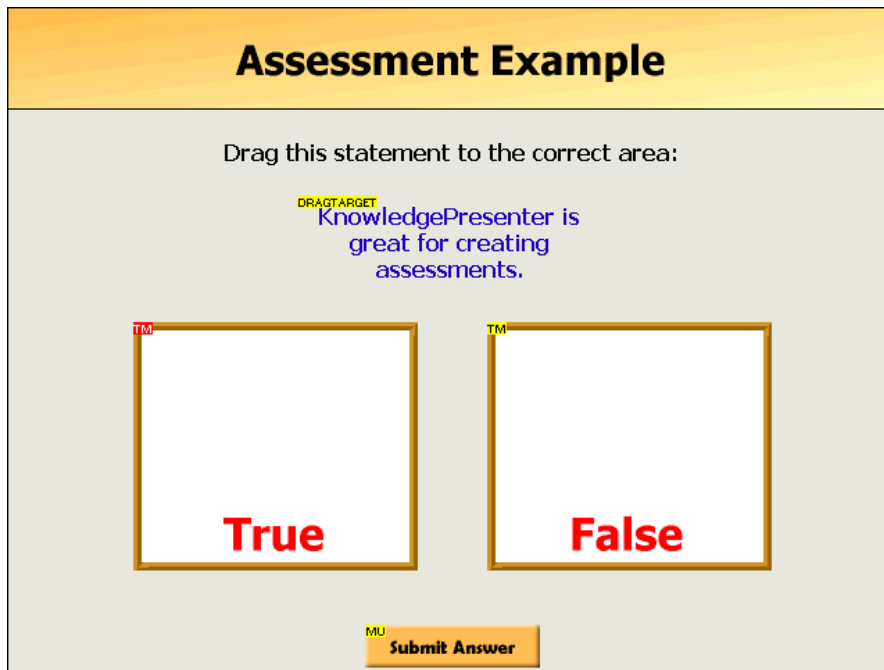 Assessment Example
Drag this statement to the correct area:
DRAGTARGET
KnowledgePresenter is
great for creating
assessments.
TM
TM
True
False
MU
Submit Answer